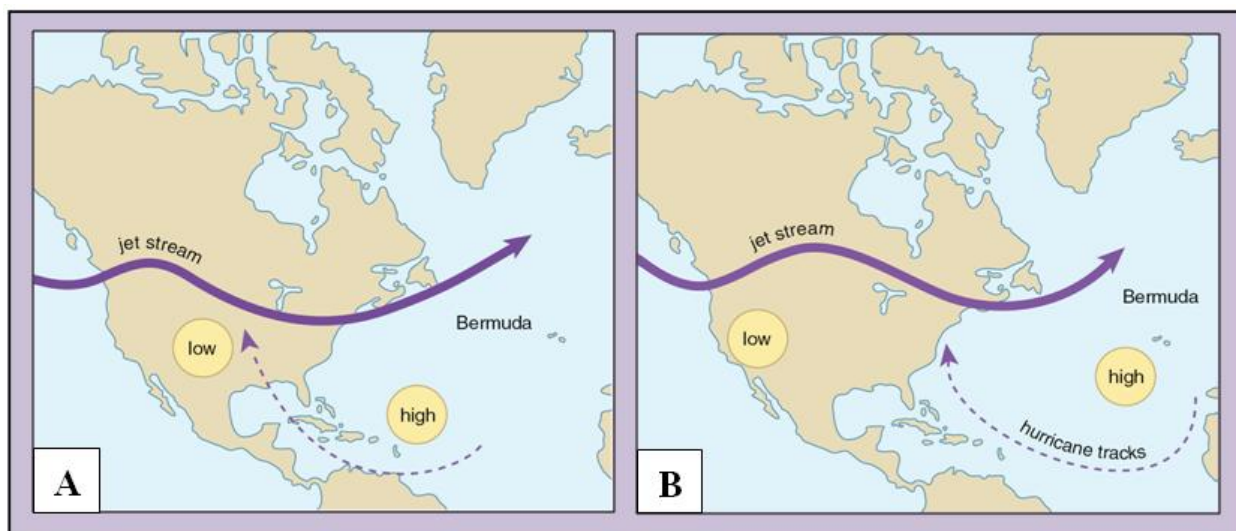 jet stream
Bermuda
low
high
A
jet stream
Bermuda
low
high
hurricane tracks
B